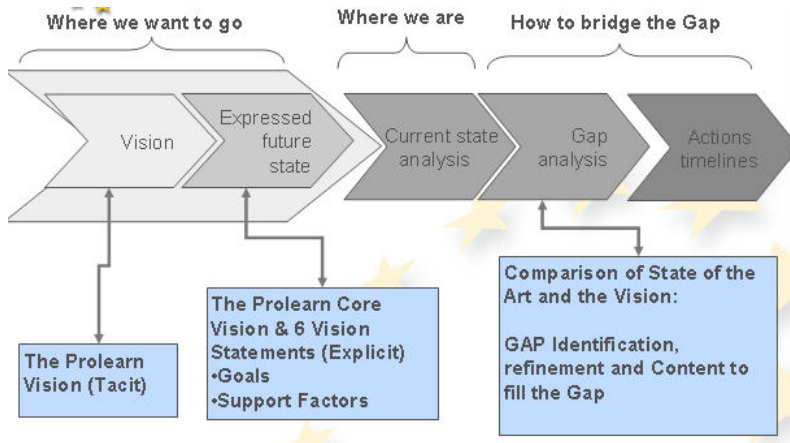 Where we want to go
Where we are
How to bridge the Gap
Vision
Expressed
future
state
Current state
analysis
Gap
analysis
Actions
timelines
The Prolearn
Vision (Tacit)
The Prolearn Core
Vision & 6 Vision
Statements (Explicit)
•Goals
•Support Factors
Comparison of State of the
Art and the Vision:
GAP Identification,
refinement and Content to
fill the Gap